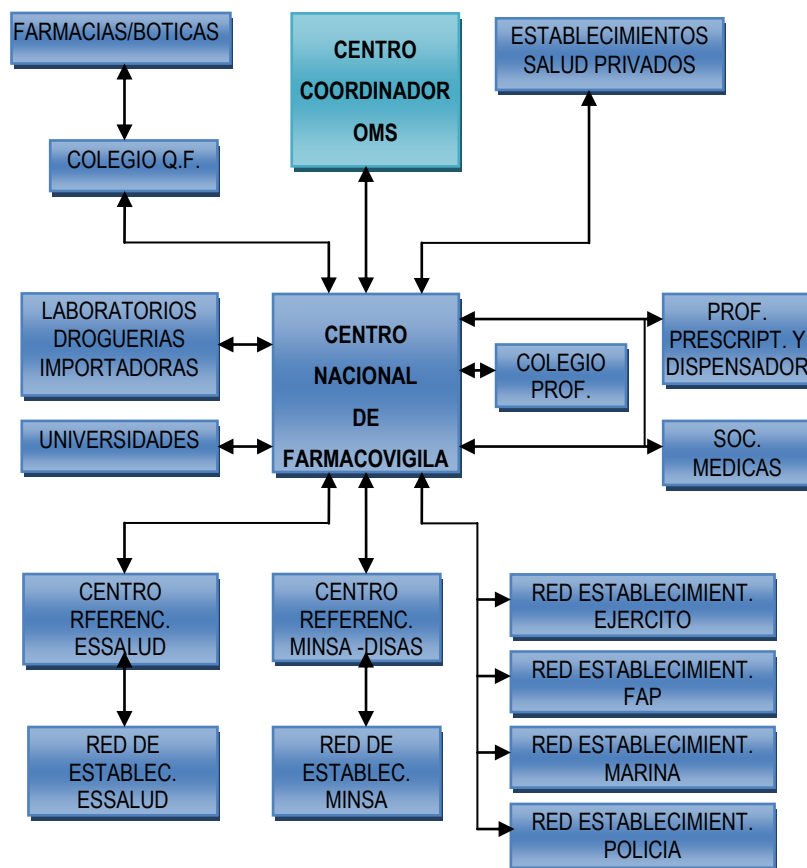 FARMACIAS/BOTICAS
CENTRO
COORDINADOR
OMS
ESTABLECIMIENTOS
SALUD PRIVADOS
COLEGIO Q.F.
LABORATORIOS
DROGUERIAS
IMPORTADORAS
CENTRO
NACIONAL
DE
FARMACOVIGILA
COLEGIO
PROF.
PROF.
PRESCRIPT. Y
DISPENSADOR
UNIVERSIDADES
SOC.
MEDICAS
CENTRO
RFERENC.
ESSALUD
CENTRO
REFERENC.
MINSA -DISAS
RED ESTABLECIMIENT.
EJERCITO
RED ESTABLECIMIENT.
FAP
RED DE
ESTABLEC.
ESSALUD
RED DE
ESTABLEC.
MINSA
RED ESTABLECIMIENT.
MARINA
RED ESTABLECIMIENT.
POLICIA